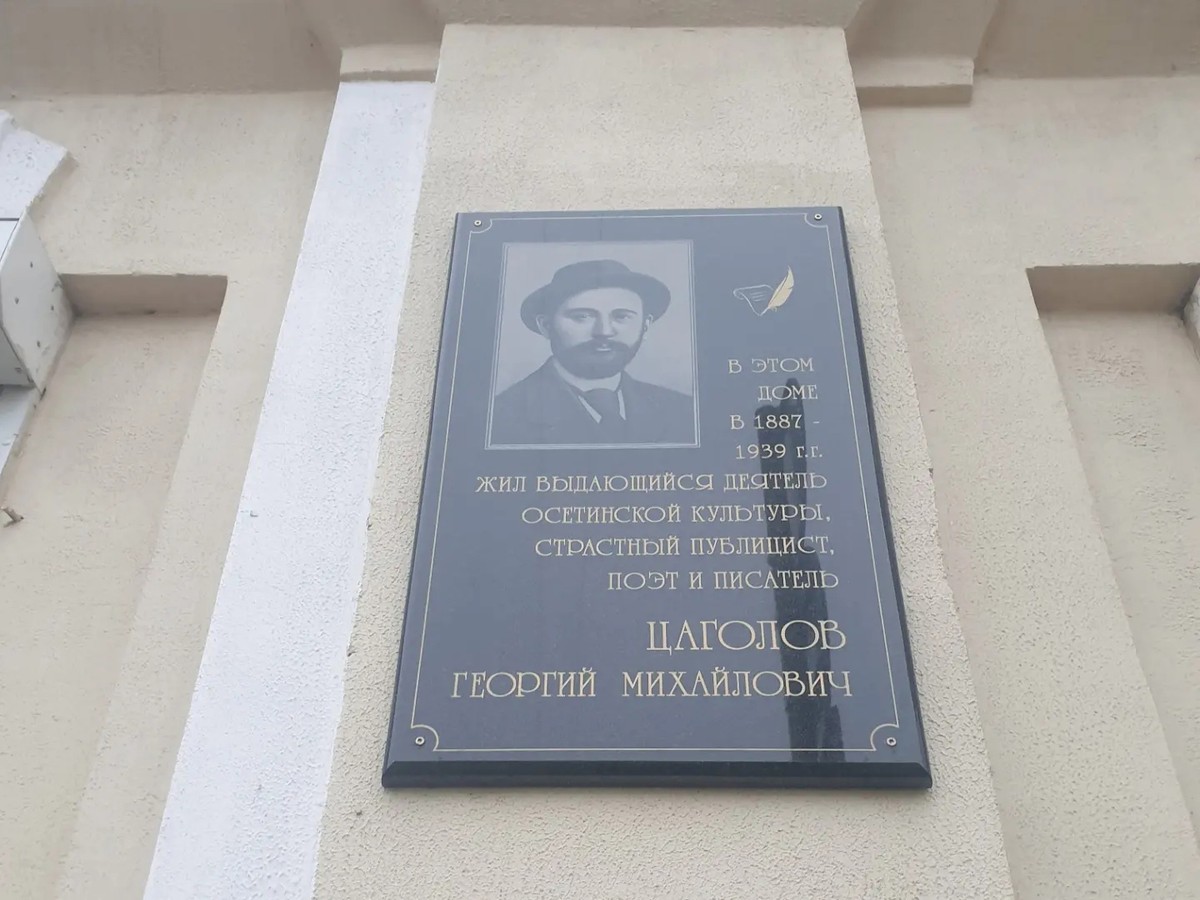 В ЭТОМ
ДОМЕ
В 1887 -
1939 г.г.
ЖИЛ ВЫДАЮЩИЙСЯ ДЕЯТЕЛЬ
ОСЕТИНСКОЙ КУЛЬТУРЫ,
СТРАСТНЫЙ ПУБЛИЦИСТ,
ПОЭТ И ПИСАТЕЛЬ
ЦАГОЛОВ
ГЕОРГИЙ МИХАЙЛОВИЧ